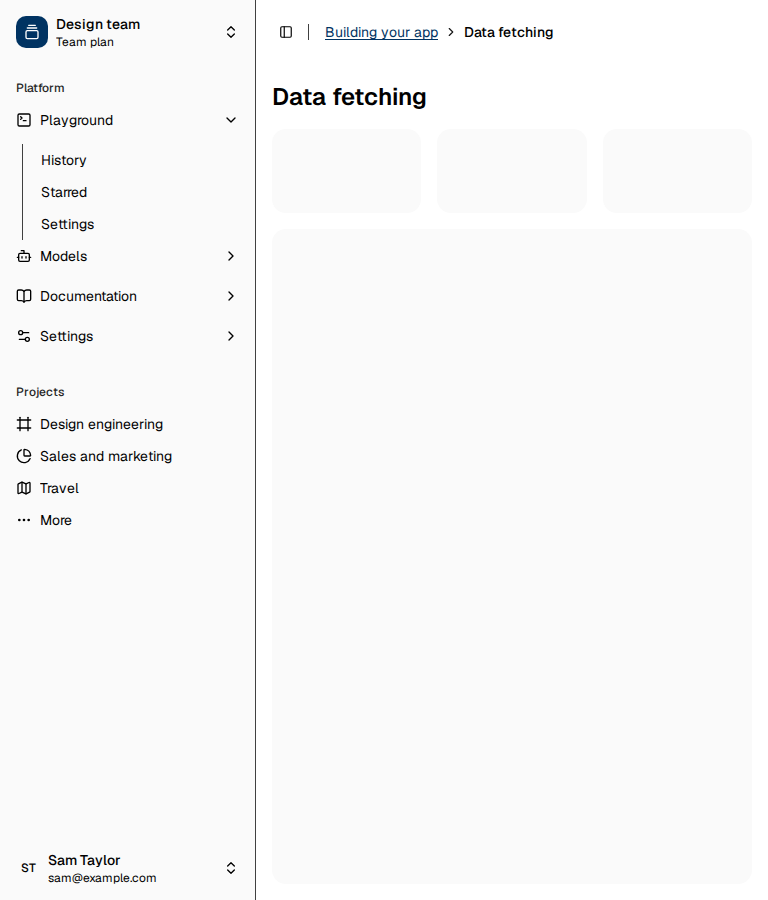 Design team
Team plan
Platform
Playground
History
Starred
Settings
Models
Documentation
Settings
Projects
Design engineering
Sales and marketing
Travel
More
ST
Sam Taylor
sam@example.com
Building your app > Data fetching
Data fetching